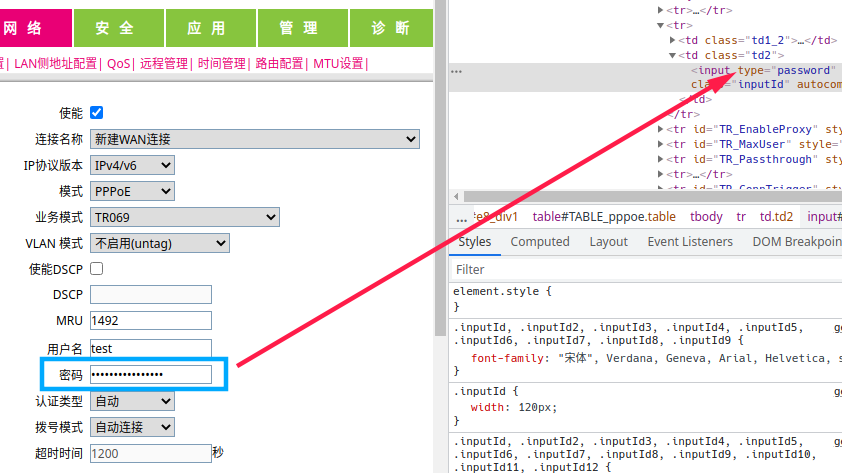 网 络 安 全 应 用 管 理 诊 断
置| LAN侧地址配置| QoS| 远程管理| 时间管理| 路由配置| MTU设置|
使能
连接名称 新建WAN连接
IP协议版本 IPv4/v6
模式 PPPoE
业务模式 TR069
VLAN 模式 不启用(untag)
使能DSCP
DSCP
MRU 1492
用户名 test
密码 ••••••••••••••••
认证类型 自动
拨号模式 自动连接
超时时间 1200 秒
<tr>…</tr>
<tr>
<td class="td1_2">…</td>
<td class="td2">
… <input type="password"
class="inputId" autocom
</td>
</tr>
<tr id="TR_EnableProxy" sty
<tr id="TR_MaxUser" style="
<tr id="TR_Passthrough" sty
<tr>…</tr>
<tr id="TR_ConnTrigger" sty
… e8_div1 table#TABLE_pppoe.table tbody tr td.td2 input#
Styles Computed Layout Event Listeners DOM Breakpoin
Filter
element.style {
}
.inputId, .inputId2, .inputId3, .inputId4, .inputId5, ge
.inputId6, .inputId7, .inputId8, .inputId9 {
font-family: "宋体", Verdana, Geneva, Arial, Helvetica, s
}
.inputId { ge
width: 120px;
}
.inputId, .inputId2, .inputId3, .inputId4, .inputId5, ge
.inputId6, .inputId7, .inputId8, .inputId9, .inputId10,
.inputId11, .inputId12 {